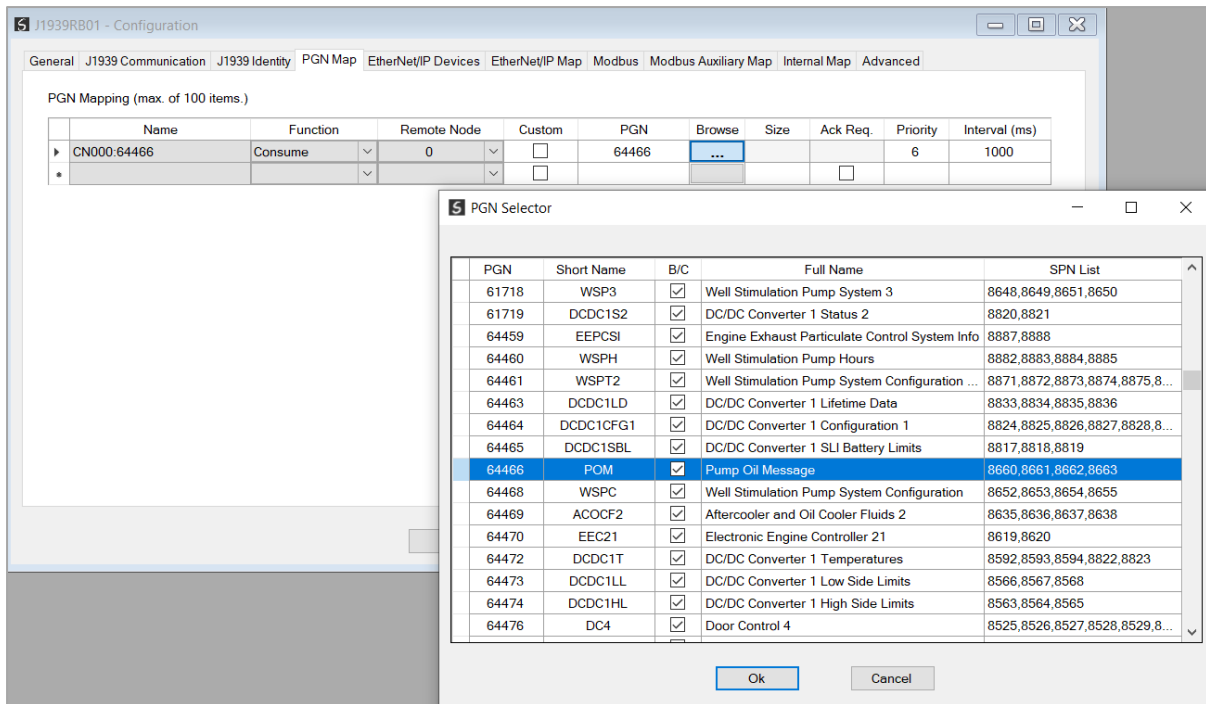 J1939RB01 - Configuration
General J1939 Communication J1939 Identity PGN Map EtherNet/IP Devices EtherNet/IP Map Modbus Modbus Auxiliary Map Internal Map Advanced
PGN Mapping (max. of 100 items.)
Name Function Remote Node Custom PGN Browse Size Ack Req. Priority Interval (ms)
CN000:64466 Consume 0 64466 ... 6 1000
PGN Selector
PGN Short Name B/C Full Name SPN List
61718 WSP3 Well Stimulation Pump System 3 8648,8649,8651,8650
61719 DCDC1S2 DC/DC Converter 1 Status 2 8820,8821
64459 EEPCSI Engine Exhaust Particulate Control System Info 8887,8888
64460 WSPH Well Stimulation Pump Hours 8882,8883,8884,8885
64461 WSPT2 Well Stimulation Pump System Configuration ... 8871,8872,8873,8874,8875,8...
64463 DCDC1LD DC/DC Converter 1 Lifetime Data 8833,8834,8835,8836
64464 DCDC1CFG1 DC/DC Converter 1 Configuration 1 8824,8825,8826,8827,8828,8...
64465 DCDC1SBL DC/DC Converter 1 SLI Battery Limits 8817,8818,8819
64466 POM Pump Oil Message 8660,8661,8662,8663
64468 WSPC Well Stimulation Pump System Configuration 8652,8653,8654,8655
64469 ACOCF2 Aftercooler and Oil Cooler Fluids 2 8635,8636,8637,8638
64470 EEC21 Electronic Engine Controller 21 8619,8620
64472 DCDC1T DC/DC Converter 1 Temperatures 8592,8593,8594,8822,8823
64473 DCDC1LL DC/DC Converter 1 Low Side Limits 8566,8567,8568
64474 DCDC1HL DC/DC Converter 1 High Side Limits 8563,8564,8565
64476 DC4 Door Control 4 8525,8526,8527,8528,8529,8...
Ok Cancel